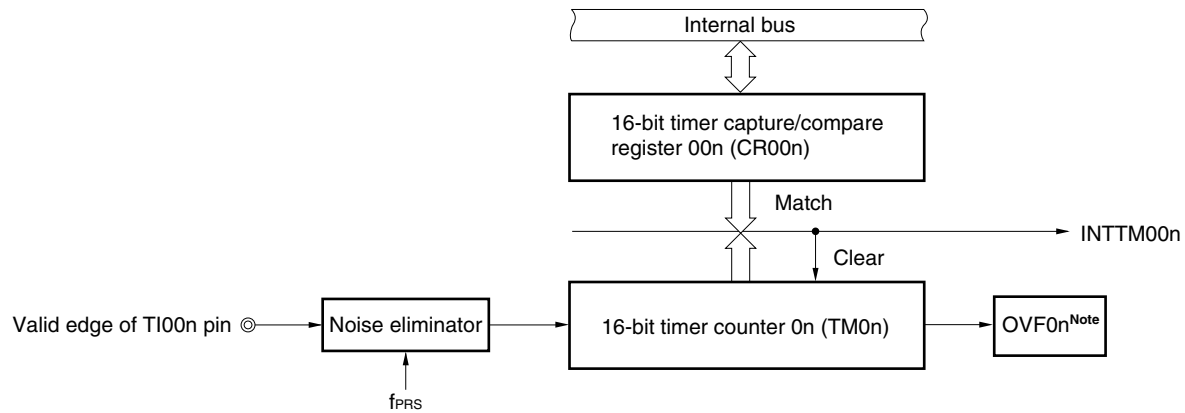 Internal bus
16-bit timer capture/compare
register 00n (CR00n)
Match
INTTM00n
Clear
Valid edge of TI00n pin
Noise eliminator
16-bit timer counter 0n (TM0n)
OVF0nNote
fPRS